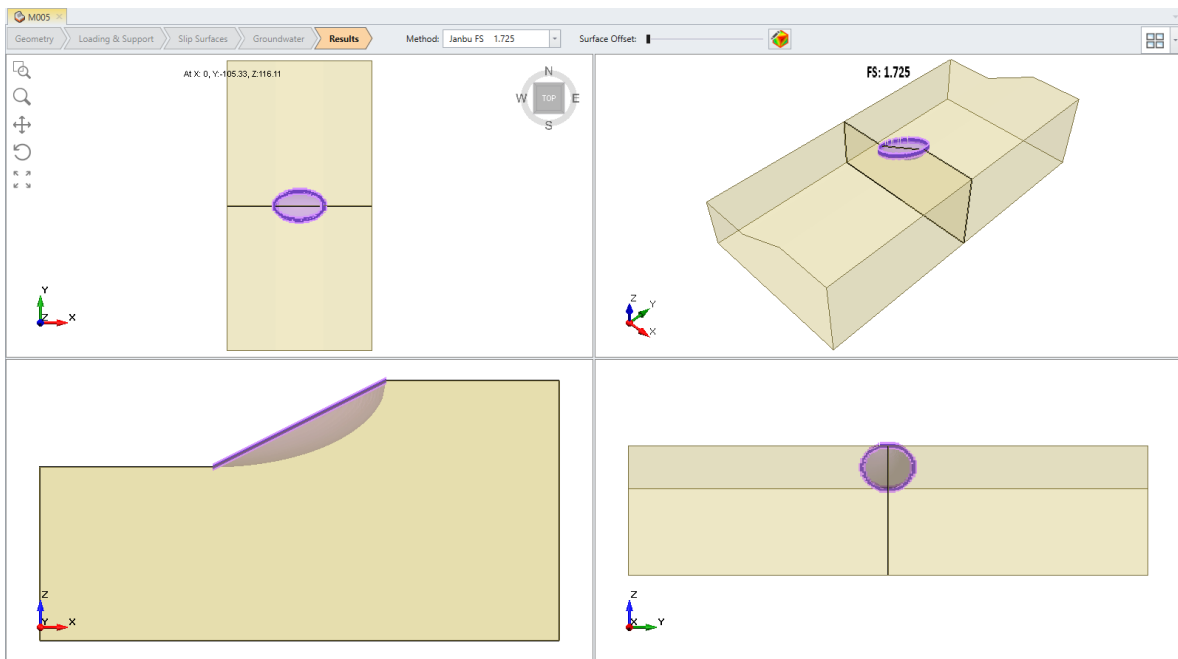 M005
Geometry Loading & Support Slip Surfaces Groundwater Results Method: Janbu FS 1.725 Surface Offset:
At X: 0, Y:-105.33, Z:116.11
N
W TOP E
S
Y
Z X
FS: 1.725
Z
Y
X
Z
Y X
Z
X Y